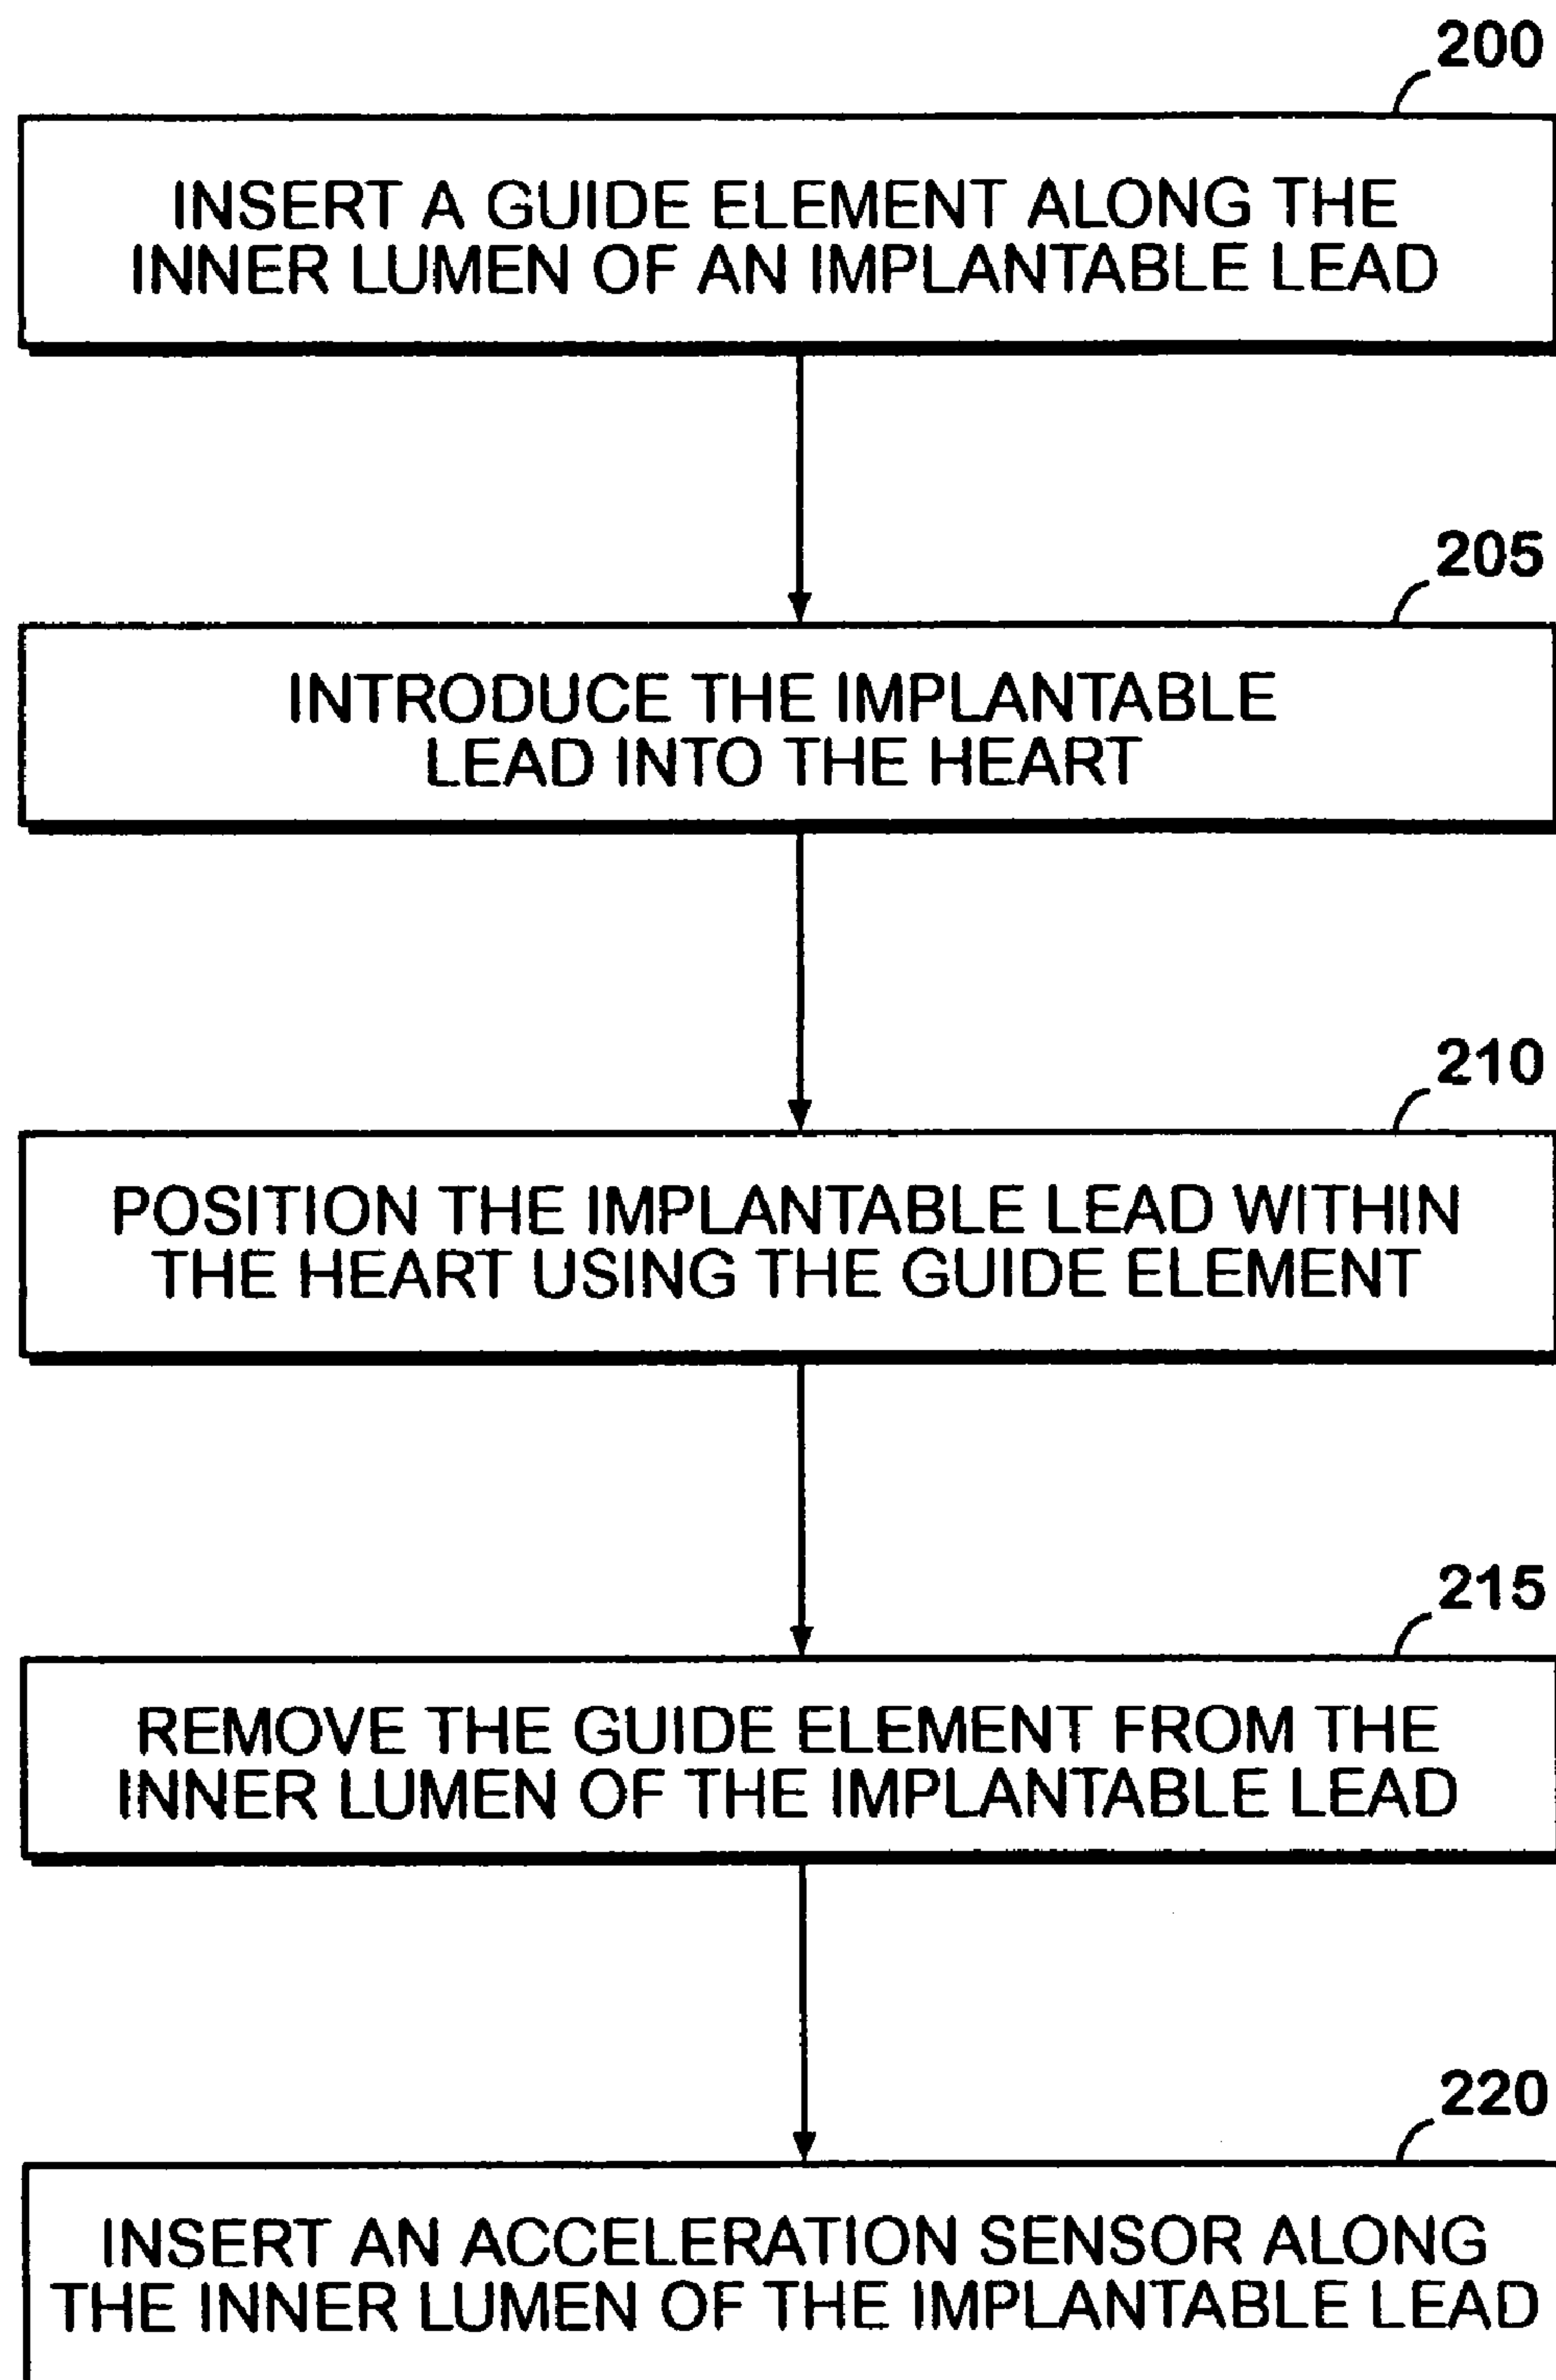 200
INSERT A GUIDE ELEMENT ALONG THE
INNER LUMEN OF AN IMPLANTABLE LEAD
205
INTRODUCE THE IMPLANTABLE
LEAD INTO THE HEART
210
POSITION THE IMPLANTABLE LEAD WITHIN
THE HEART USING THE GUIDE ELEMENT
215
REMOVE THE GUIDE ELEMENT FROM THE
INNER LUMEN OF THE IMPLANTABLE LEAD
220
INSERT AN ACCELERATION SENSOR ALONG
THE INNER LUMEN OF THE IMPLANTABLE LEAD